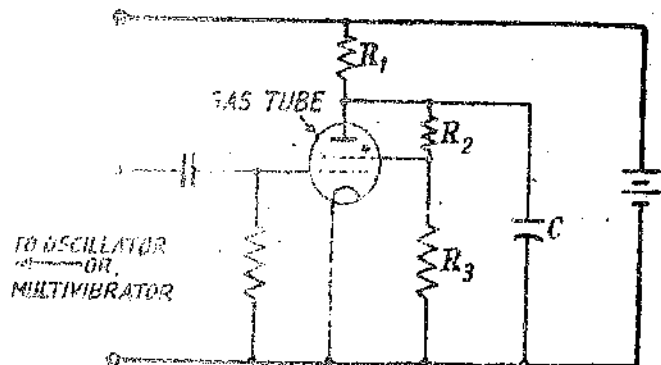 R1
GAS TUBE
R2
C
TO OSCILLATOR
OR
MULTIVIBRATOR
R3